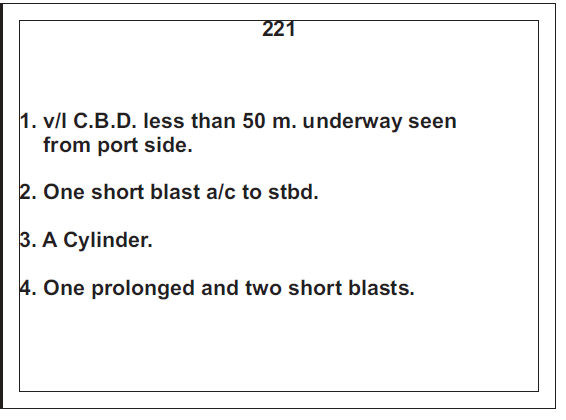 221
1. v/l C.B.D. less than 50 m. underway seen
from port side.
2. One short blast a/c to stbd.
3. A Cylinder.
4. One prolonged and two short blasts.